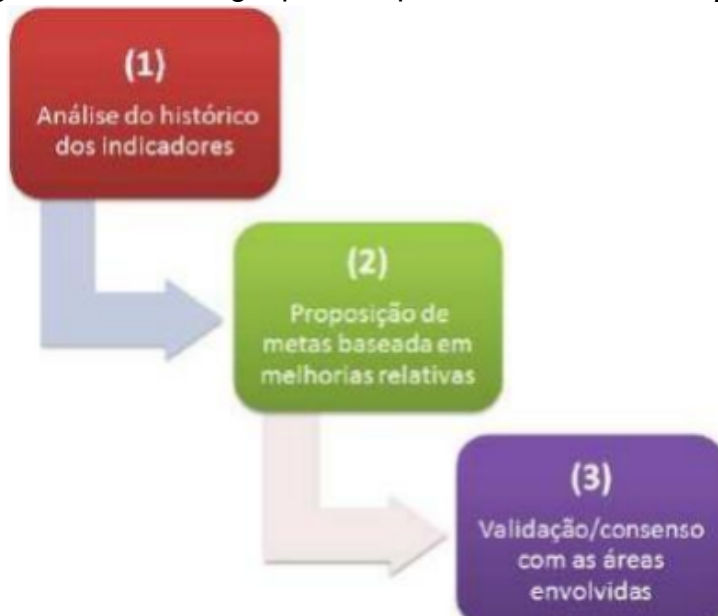 (1)
Análise do histórico
dos indicadores
(2)
Proposição de
metas baseada em
melhorias relativas
(3)
Validação/consenso
com as áreas
envolvidas